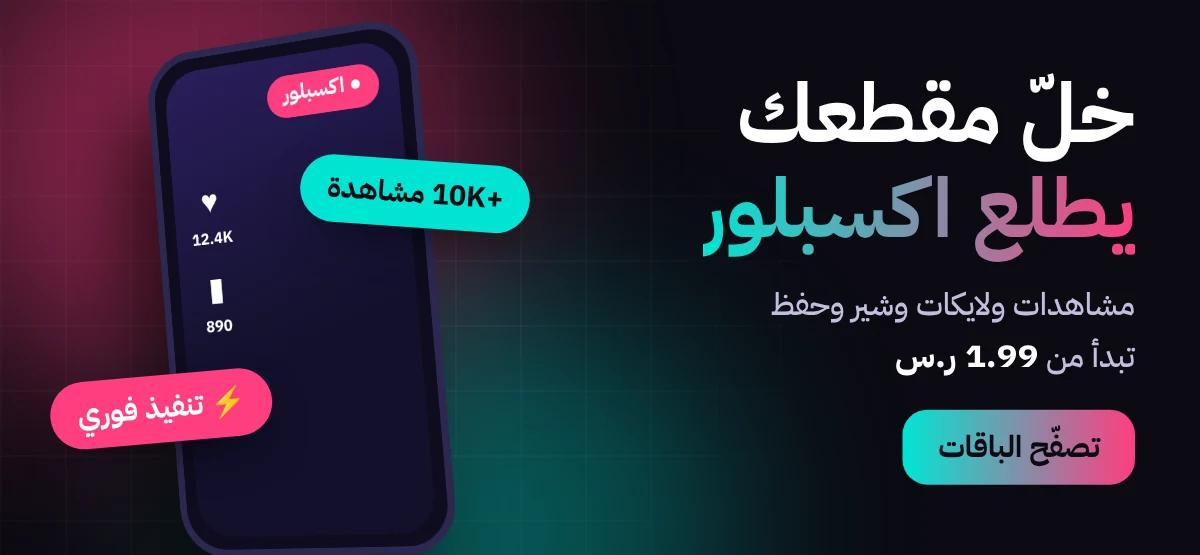 خلّ مقطعك
يطلع اكسبلور
مشاهدات ولايكات وشير وحفظ
تبدأ من 1.99 ر.س
تصفّح الباقات
• اكسبلور
+10K مشاهدة
♥
12.4K
890
⚡ تنفيذ فوري